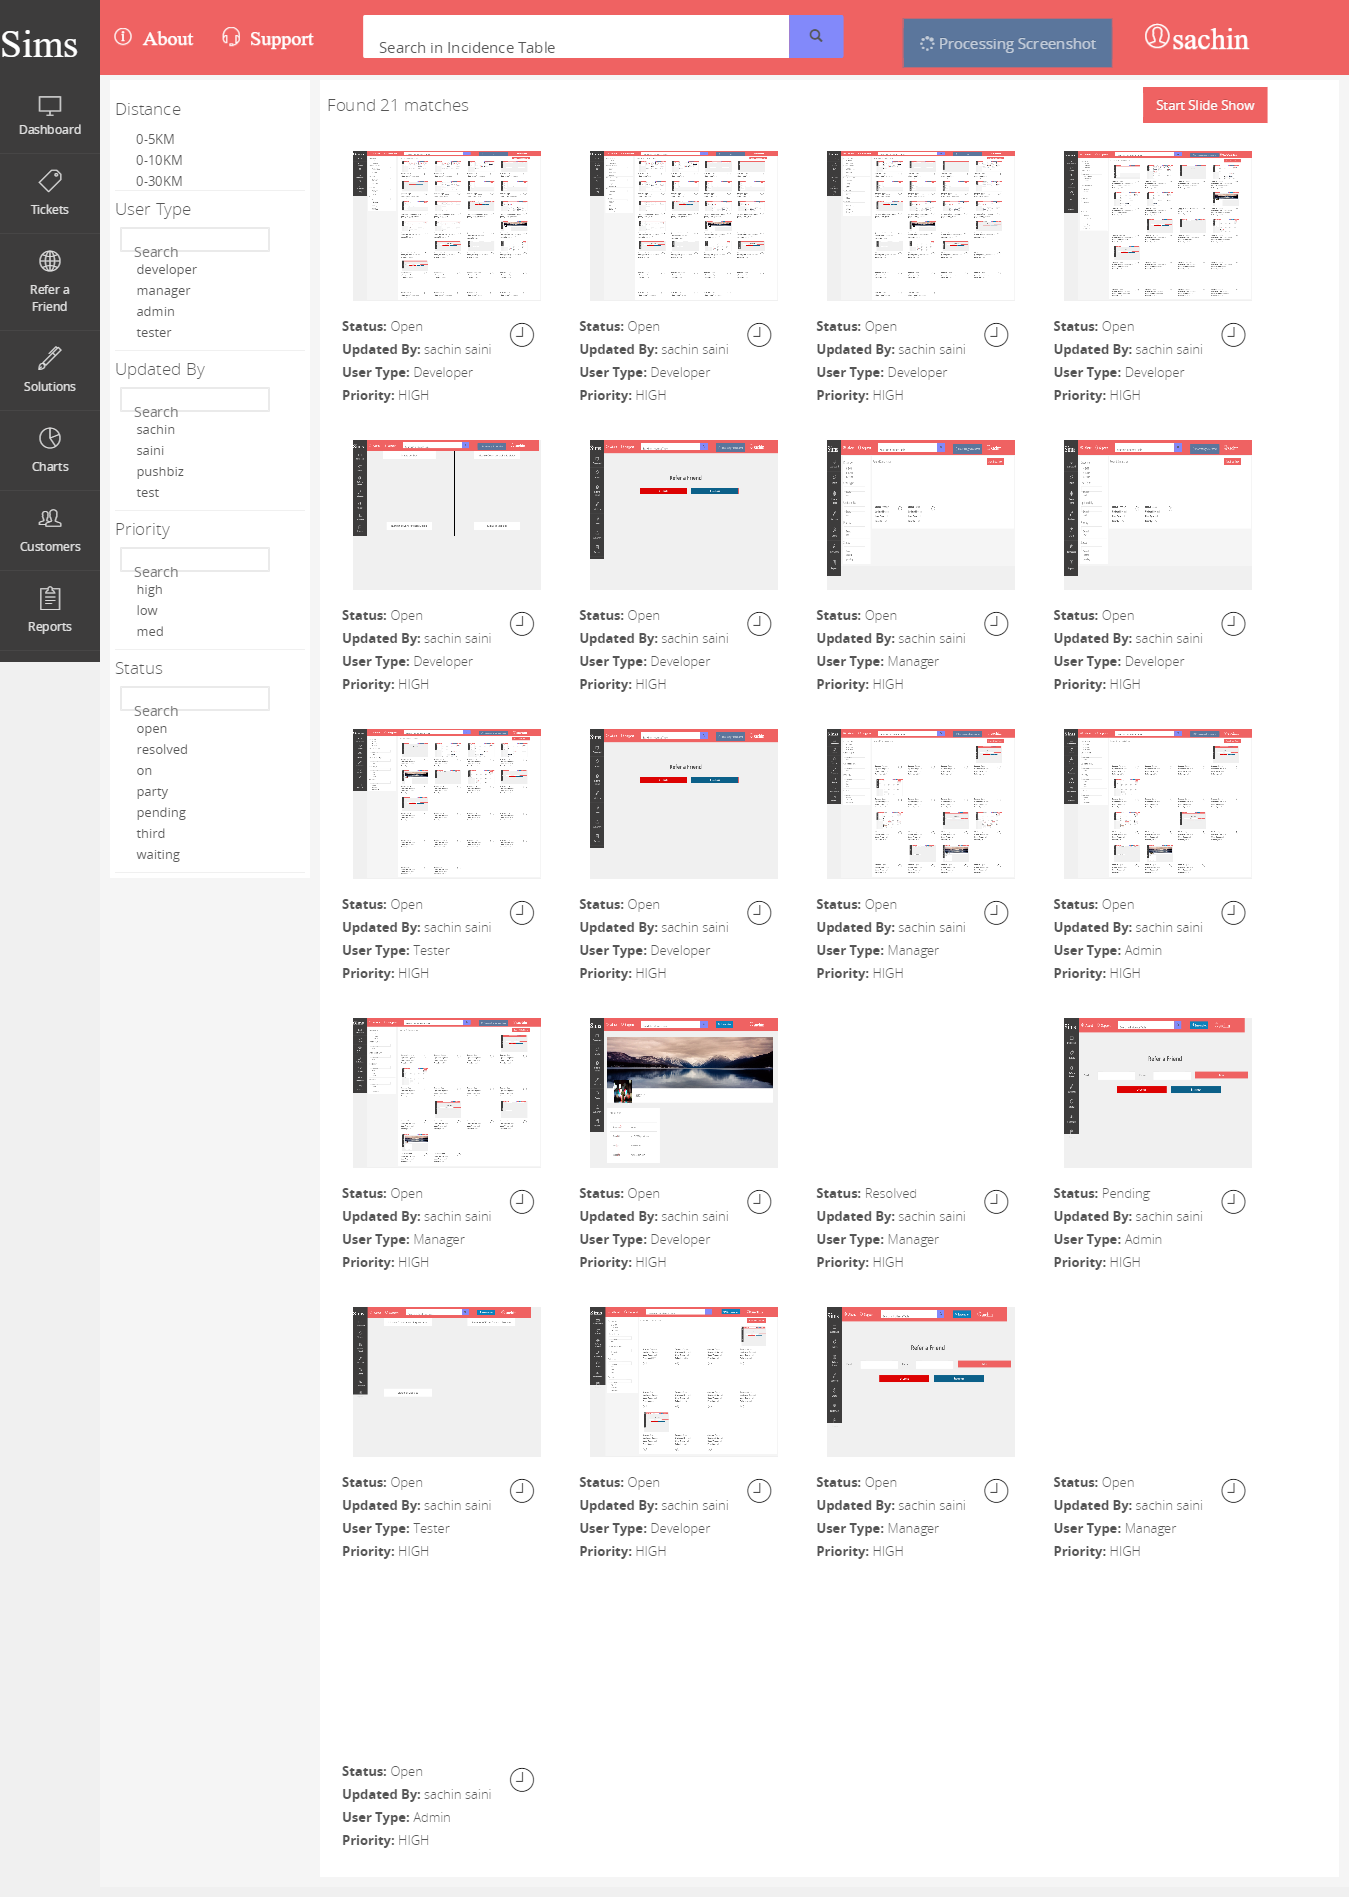 Sims
About
Support
Search in Incidence Table
Processing Screenshot
sachin
Dashboard
Tickets
Refer a
Friend
Solutions
Charts
Customers
Reports
Distance
0-5KM
0-10KM
0-30KM
User Type
Search
developer
manager
admin
tester
Updated By
Search
sachin
saini
pushbiz
test
Priority
Search
high
low
med
Status
Search
open
resolved
on
party
pending
third
waiting
Found 21 matches
Start Slide Show
Status: Open
Updated By: sachin saini
User Type: Developer
Priority: HIGH
Status: Open
Updated By: sachin saini
User Type: Developer
Priority: HIGH
Status: Open
Updated By: sachin saini
User Type: Developer
Priority: HIGH
Status: Open
Updated By: sachin saini
User Type: Developer
Priority: HIGH
Status: Open
Updated By: sachin saini
User Type: Developer
Priority: HIGH
Sims
Refer a Friend
Status: Open
Updated By: sachin saini
User Type: Developer
Priority: HIGH
Status: Open
Updated By: sachin saini
User Type: Manager
Priority: HIGH
Status: Open
Updated By: sachin saini
User Type: Developer
Priority: HIGH
Status: Open
Updated By: sachin saini
User Type: Tester
Priority: HIGH
Sims
Refer a Friend
Status: Open
Updated By: sachin saini
User Type: Developer
Priority: HIGH
Status: Open
Updated By: sachin saini
User Type: Manager
Priority: HIGH
Status: Open
Updated By: sachin saini
User Type: Admin
Priority: HIGH
Status: Open
Updated By: sachin saini
User Type: Manager
Priority: HIGH
Status: Open
Updated By: sachin saini
User Type: Developer
Priority: HIGH
Status: Resolved
Updated By: sachin saini
User Type: Manager
Priority: HIGH
Sims
Refer a Friend
Status: Pending
Updated By: sachin saini
User Type: Admin
Priority: HIGH
Status: Open
Updated By: sachin saini
User Type: Tester
Priority: HIGH
Status: Open
Updated By: sachin saini
User Type: Developer
Priority: HIGH
Sims
Refer a Friend
Status: Open
Updated By: sachin saini
User Type: Manager
Priority: HIGH
Status: Open
Updated By: sachin saini
User Type: Manager
Priority: HIGH
Status: Open
Updated By: sachin saini
User Type: Admin
Priority: HIGH